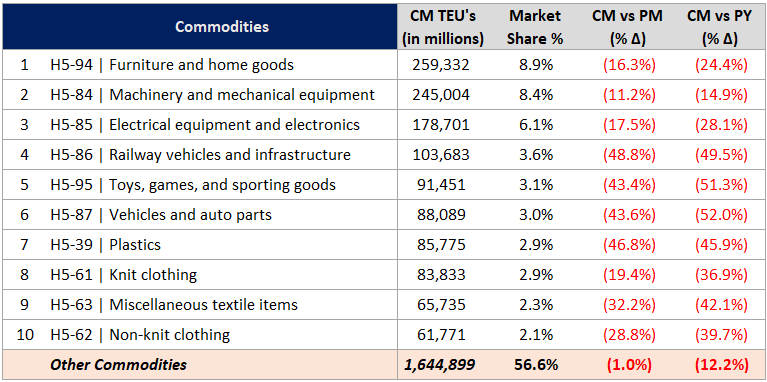 Commodities CM TEU's (in millions) Market Share % CM vs PM (% Δ) CM vs PY (% Δ)
1 H5-94 | Furniture and home goods 259,332 8.9% (16.3%) (24.4%)
2 H5-84 | Machinery and mechanical equipment 245,004 8.4% (11.2%) (14.9%)
3 H5-85 | Electrical equipment and electronics 178,701 6.1% (17.5%) (28.1%)
4 H5-86 | Railway vehicles and infrastructure 103,683 3.6% (48.8%) (49.5%)
5 H5-95 | Toys, games, and sporting goods 91,451 3.1% (43.4%) (51.3%)
6 H5-87 | Vehicles and auto parts 88,089 3.0% (43.6%) (52.0%)
7 H5-39 | Plastics 85,775 2.9% (46.8%) (45.9%)
8 H5-61 | Knit clothing 83,833 2.9% (19.4%) (36.9%)
9 H5-63 | Miscellaneous textile items 65,735 2.3% (32.2%) (42.1%)
10 H5-62 | Non-knit clothing 61,771 2.1% (28.8%) (39.7%)
Other Commodities 1,644,899 56.6% (1.0%) (12.2%)